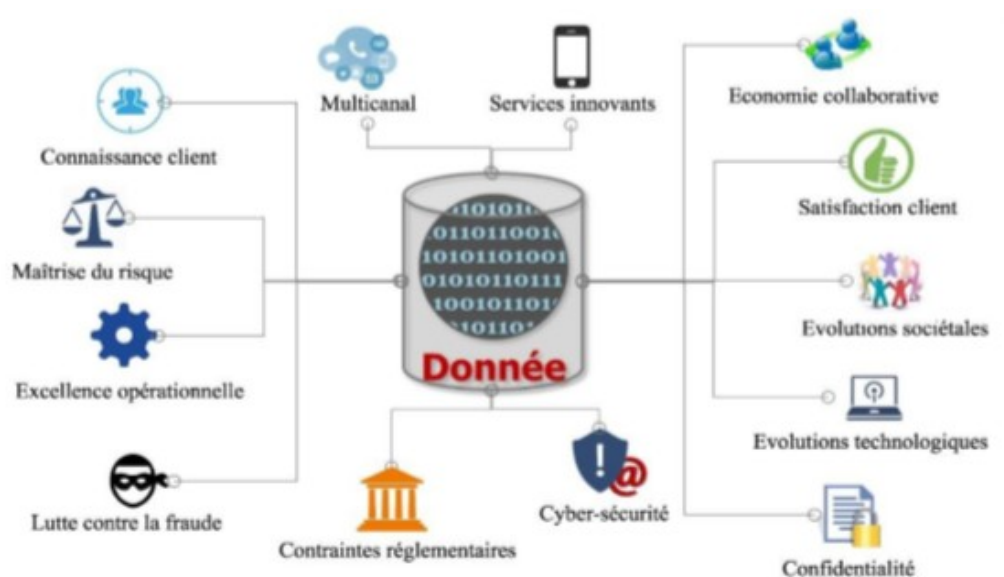 Multicanal
Services innovants
Economie collaborative
Connaissance client
Satisfaction client
Maîtrise du risque
Evolutions sociétales
Donnée
Excellence opérationnelle
Evolutions technologiques
Lutte contre la fraude
Contraintes réglementaires
Cyber-sécurité
Confidentialité
@
!